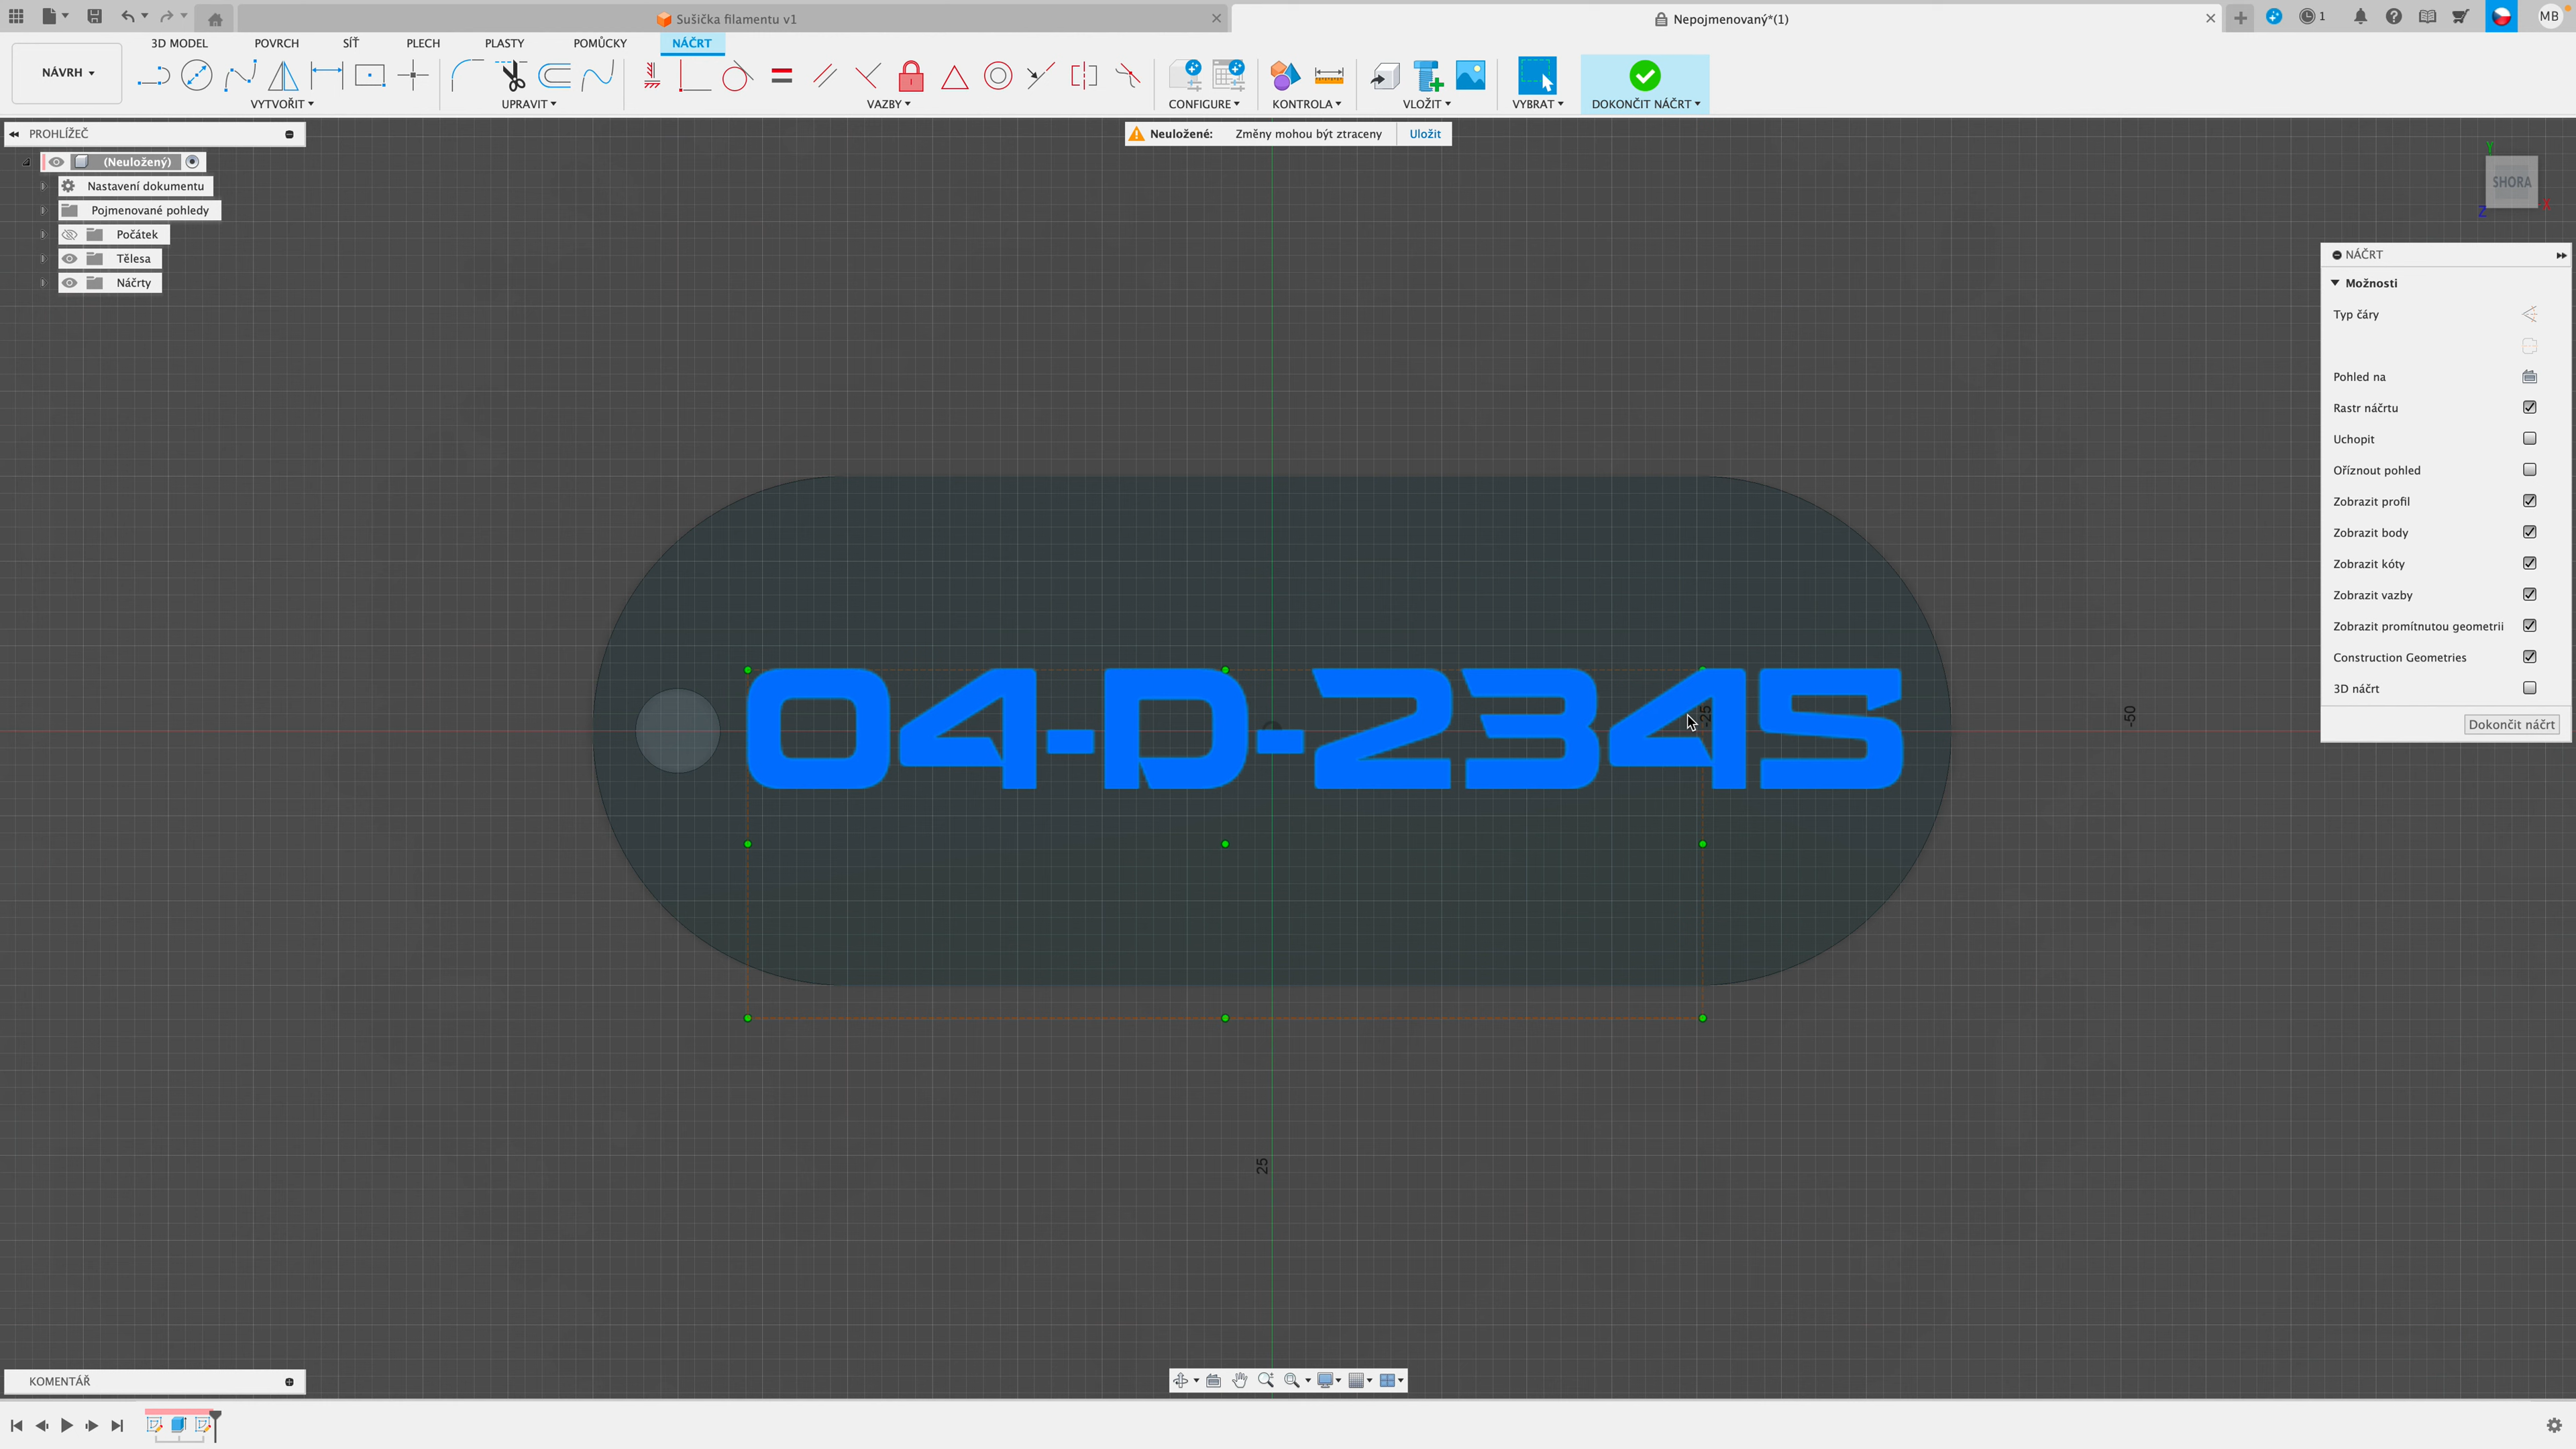 Sušička filamentu v1
Nepojmenovaný*(1)
1
MB
NÁVRH
3D MODEL
POVRCH
SÍŤ
PLECH
PLASTY
POMŮCKY
NÁČRT
VYTVOŘIT
UPRAVIT
VAZBY
CONFIGURE
KONTROLA
VLOŽIT
VYBRAT
DOKONČIT NÁČRT
PROHLÍŽEČ
(Neuložený)
Nastavení dokumentu
Pojmenované pohledy
Počátek
Tělesa
Náčrty
Neuložené: Změny mohou být ztraceny Uložit
Y
SHORA
Z
X
NÁČRT
Možnosti
Typ čáry
Pohled na
Rastr náčrtu
Uchopit
Oříznout pohled
Zobrazit profil
Zobrazit body
Zobrazit kóty
Zobrazit vazby
Zobrazit promítnutou geometrii
Construction Geometries
3D náčrt
Dokončit náčrt
04-D-2345
-25
-50
25
KOMENTÁŘ